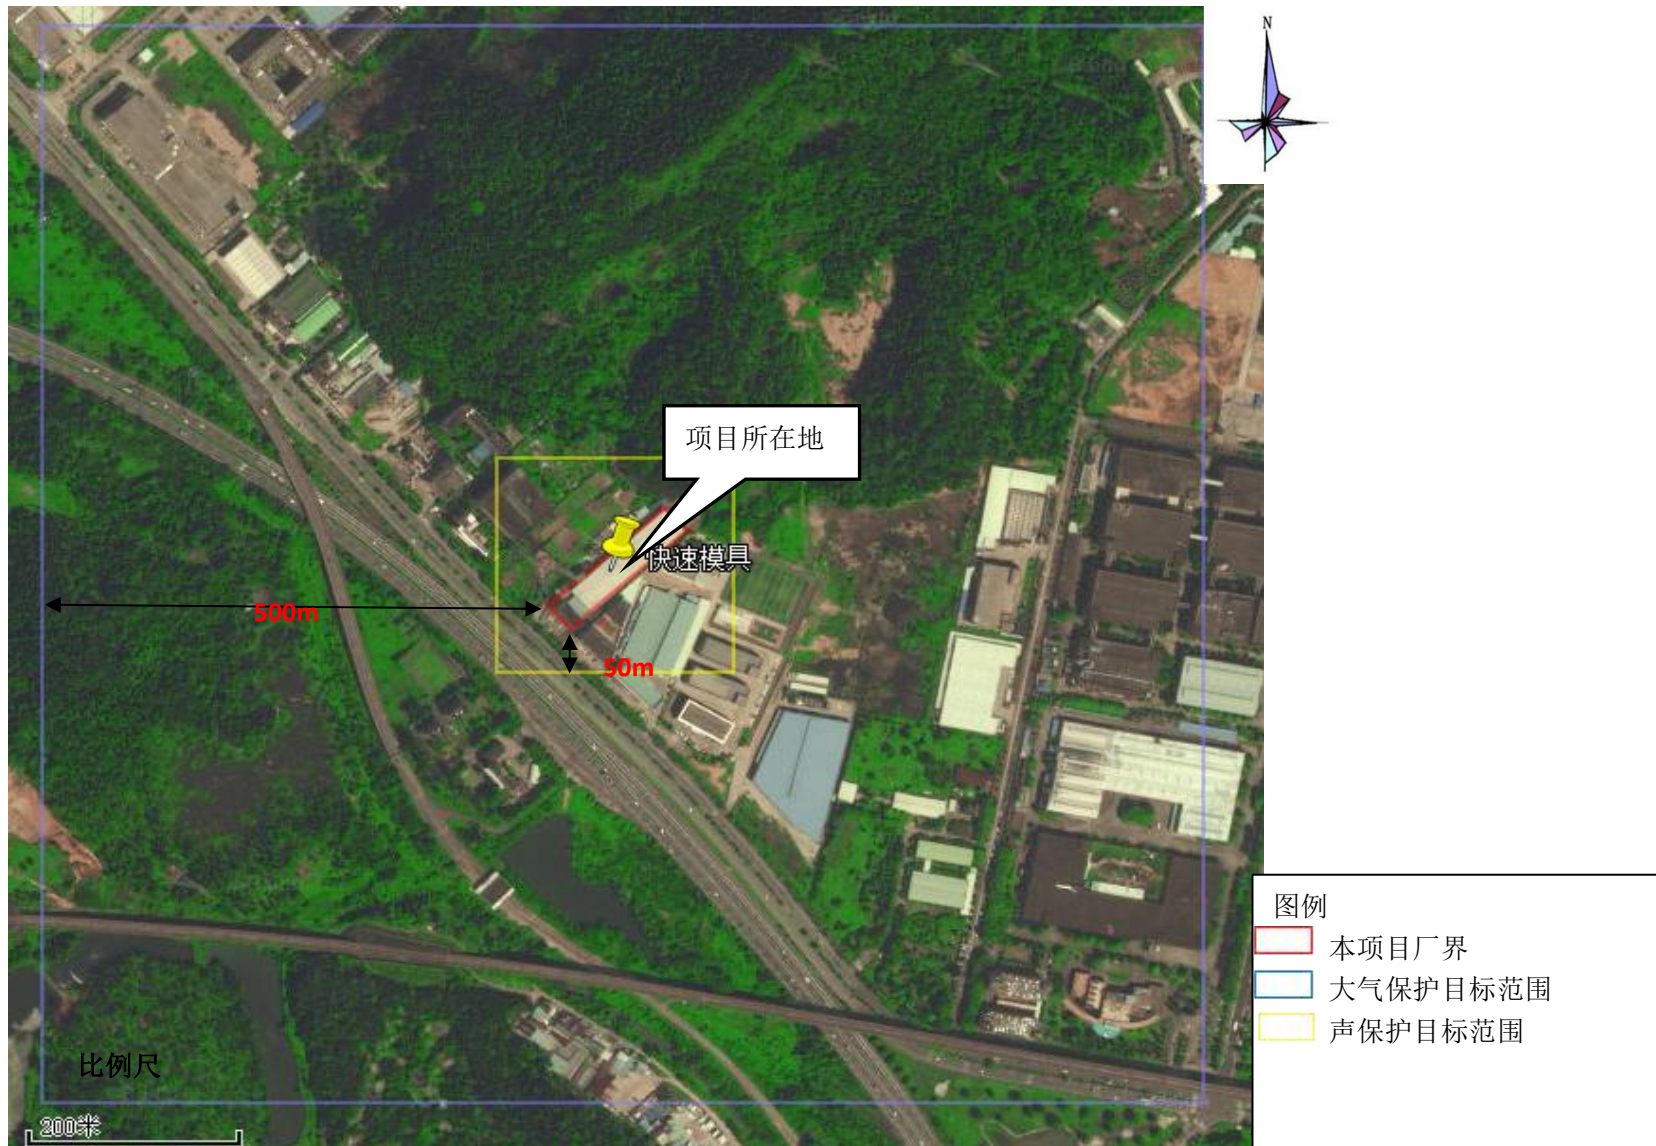 N
项目所在地
快速模具
500m
50m
图例
本项目厂界
大气保护目标范围
声保护目标范围
比例尺
200米